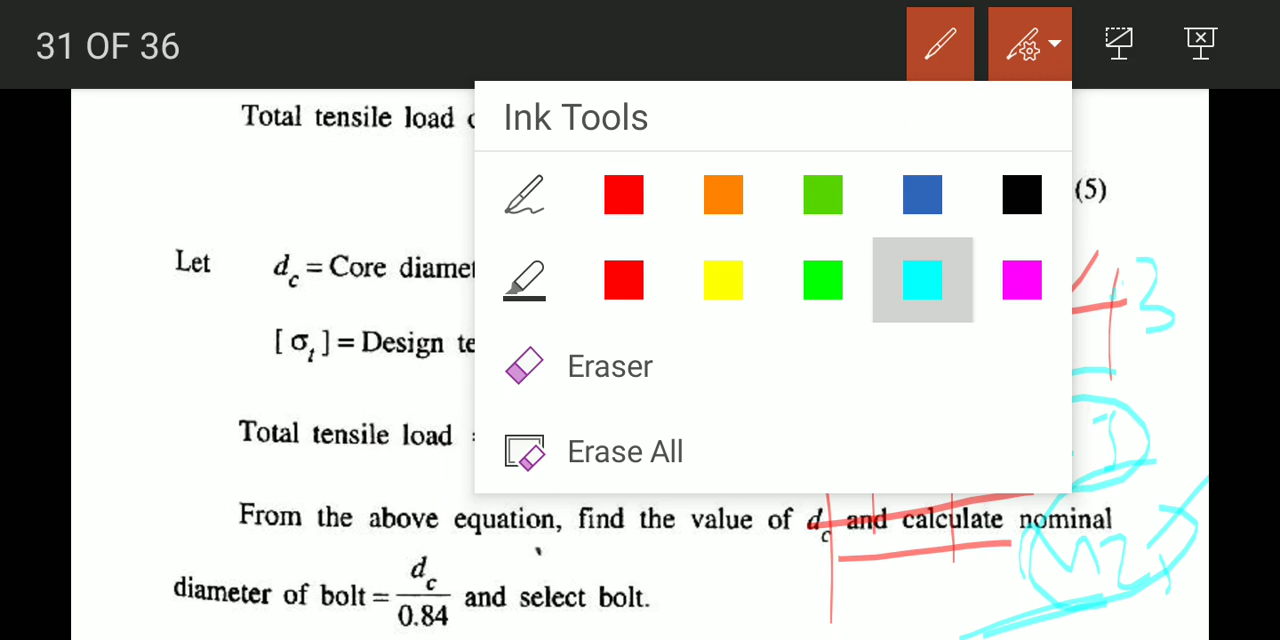 31 OF 36
Ink Tools
Total tensile load
(5)
Let d_c = Core diame
3
[σ_t] = Design te
Eraser
Total tensile load =
Erase All
From the above equation, find the value of d_c and calculate nominal
diameter of bolt = d_c / 0.84 and select bolt.